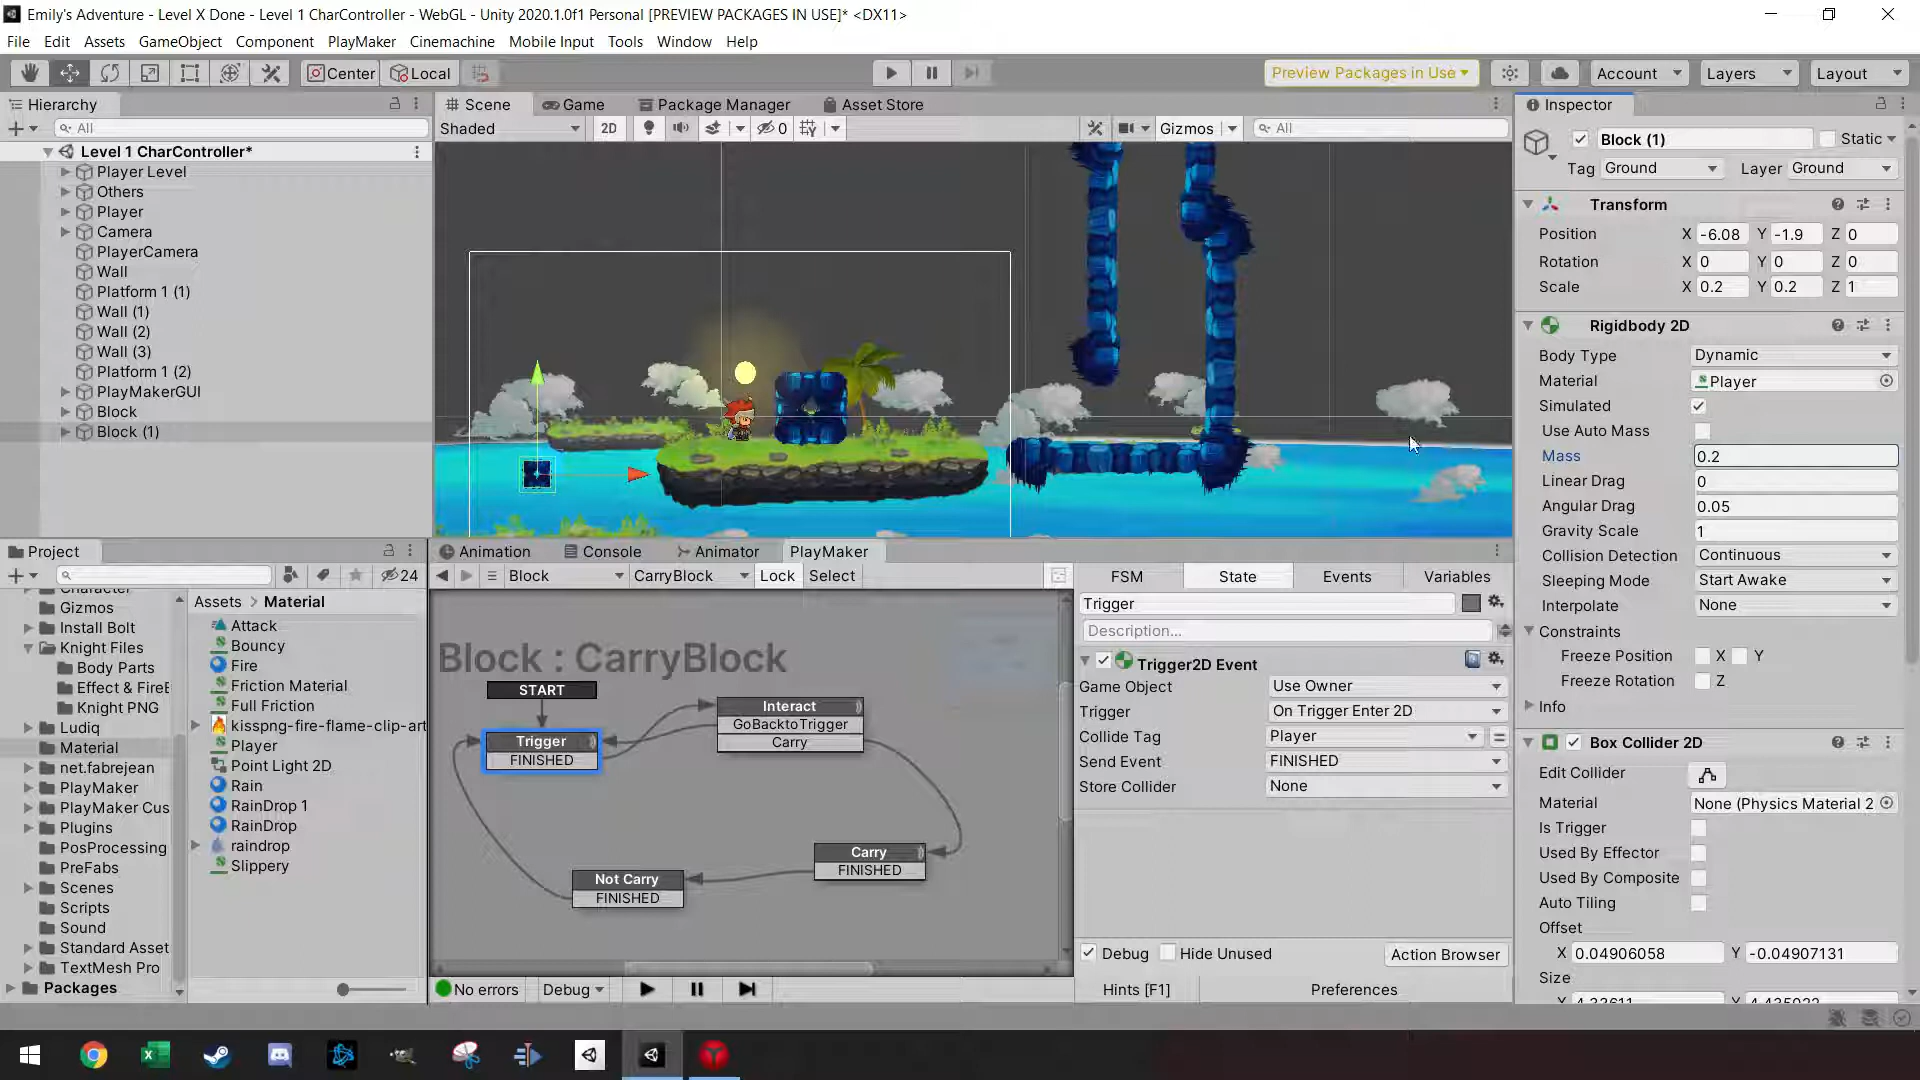 Emily's Adventure - Level X Done - Level 1 CharController - WebGL - Unity 2020.1.0f1 Personal [PREVIEW PACKAGES IN USE]* <DX11>
File Edit Assets GameObject Component PlayMaker Cinemachine Mobile Input Tools Window Help
Center Local Preview Packages in Use Account Layers Layout
Hierarchy
All
Level 1 CharController*
Player Level
Others
Player
Camera
PlayerCamera
Wall
Platform 1 (1)
Wall (1)
Wall (2)
Wall (3)
Platform 1 (2)
PlayMakerGUI
Block
Block (1)
Scene Game Package Manager Asset Store
Shaded 2D 0 Gizmos All
Project
24
Character
Gizmos
Install Bolt
Knight Files
Body Parts
Effect & FireE
Knight PNG
Ludiq
Material
net.fabrejean
PlayMaker
PlayMaker Cus
Plugins
PosProcessing
PreFabs
Scenes
Scripts
Sound
Standard Asset
TextMesh Pro
Packages
Assets > Material
Attack
Bouncy
Fire
Friction Material
Full Friction
kisspng-fire-flame-clip-art
Player
Point Light 2D
Rain
RainDrop 1
RainDrop
raindrop
Slippery
Animation Console Animator PlayMaker
Block CarryBlock Lock Select
Block : CarryBlock
START
Trigger
FINISHED
Interact
GoBacktoTrigger
Carry
Carry
FINISHED
Not Carry
FINISHED
No errors Debug
FSM State Events Variables
Trigger
Description...
Trigger2D Event
Game Object Use Owner
Trigger On Trigger Enter 2D
Collide Tag Player =
Send Event FINISHED
Store Collider None
Debug Hide Unused Action Browser
Hints [F1] Preferences
Inspector
Block (1) Static
Tag Ground Layer Ground
Transform
Position X -6.08 Y -1.9 Z 0
Rotation X 0 Y 0 Z 0
Scale X 0.2 Y 0.2 Z 1
Rigidbody 2D
Body Type Dynamic
Material Player
Simulated
Use Auto Mass
Mass 0.2
Linear Drag 0
Angular Drag 0.05
Gravity Scale 1
Collision Detection Continuous
Sleeping Mode Start Awake
Interpolate None
Constraints
Freeze Position X Y
Freeze Rotation Z
Info
Box Collider 2D
Edit Collider
Material None (Physics Material 2
Is Trigger
Used By Effector
Used By Composite
Auto Tiling
Offset
X 0.04906058 Y -0.04907131
Size
X Y